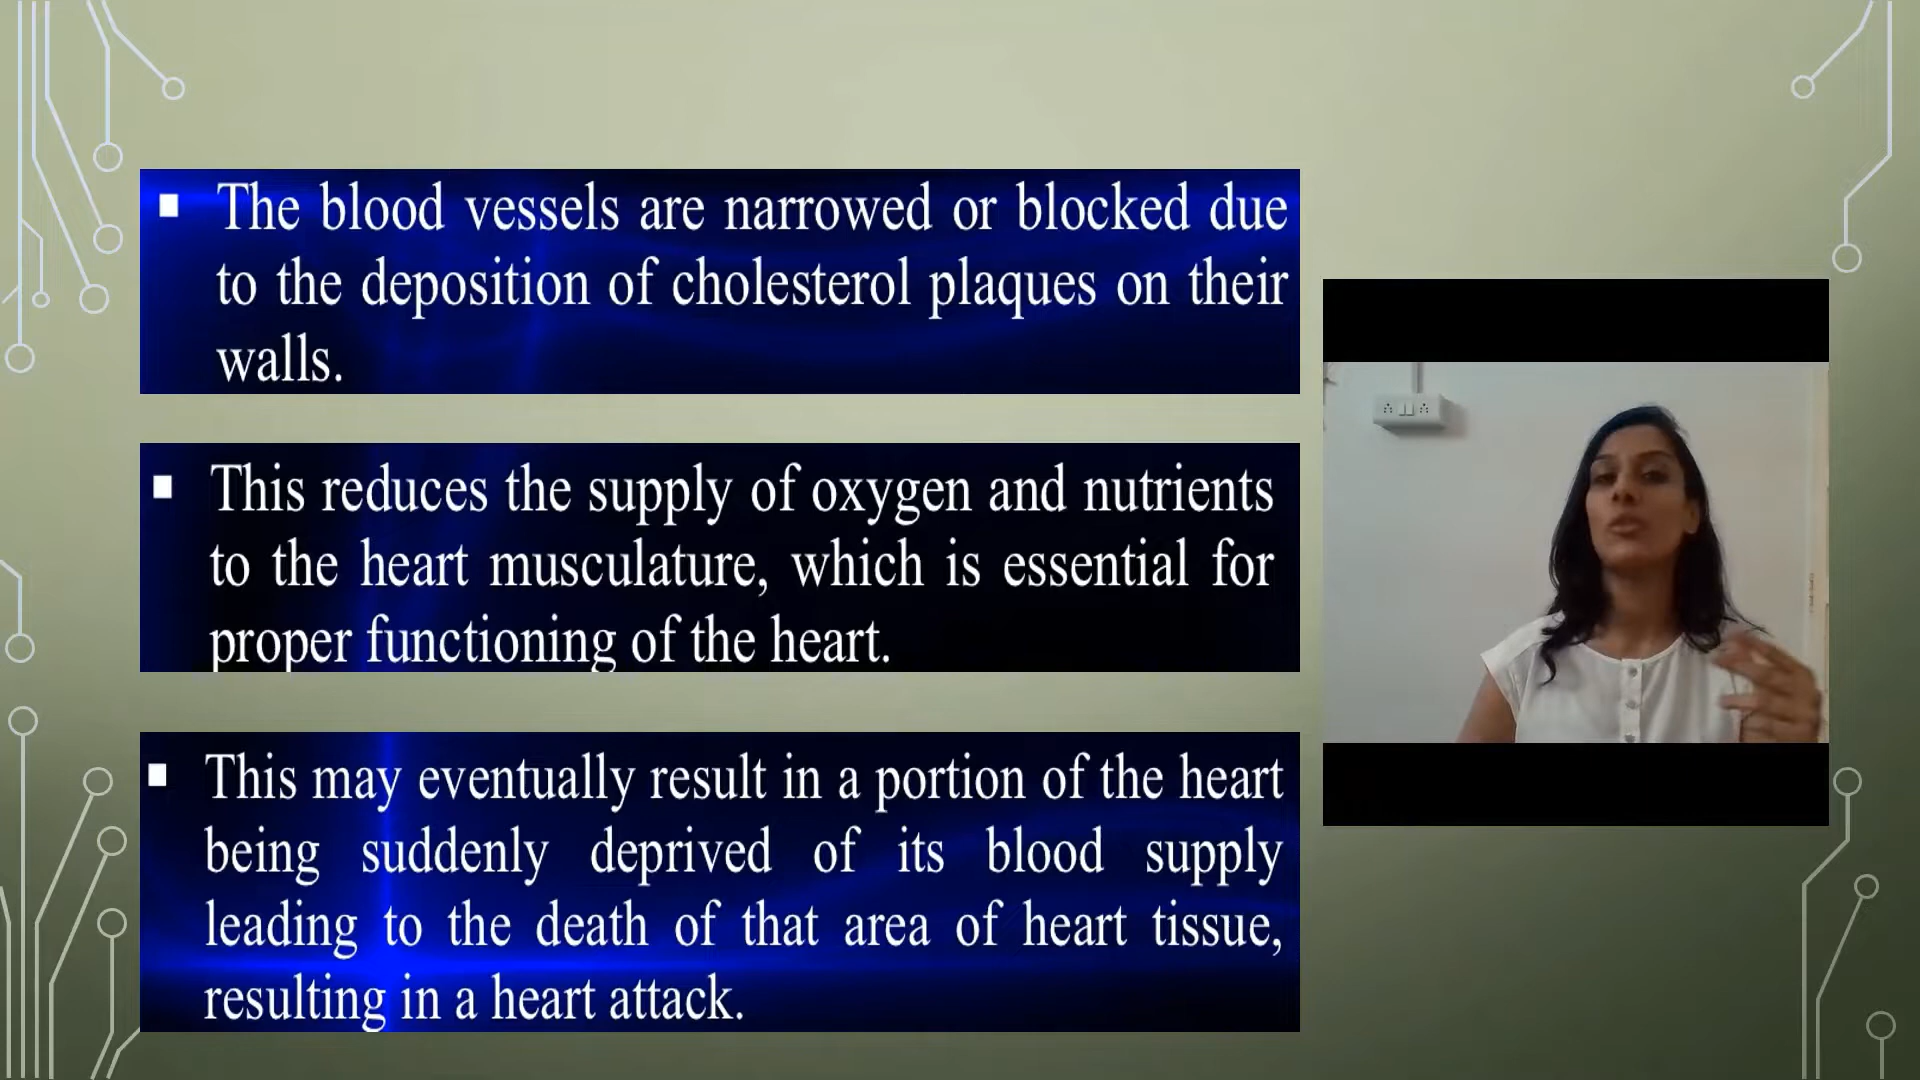 ▪ The blood vessels are narrowed or blocked due
to the deposition of cholesterol plaques on their
walls.
▪ This reduces the supply of oxygen and nutrients
to the heart musculature, which is essential for
proper functioning of the heart.
▪ This may eventually result in a portion of the heart
being suddenly deprived of its blood supply
leading to the death of that area of heart tissue,
resulting in a heart attack.